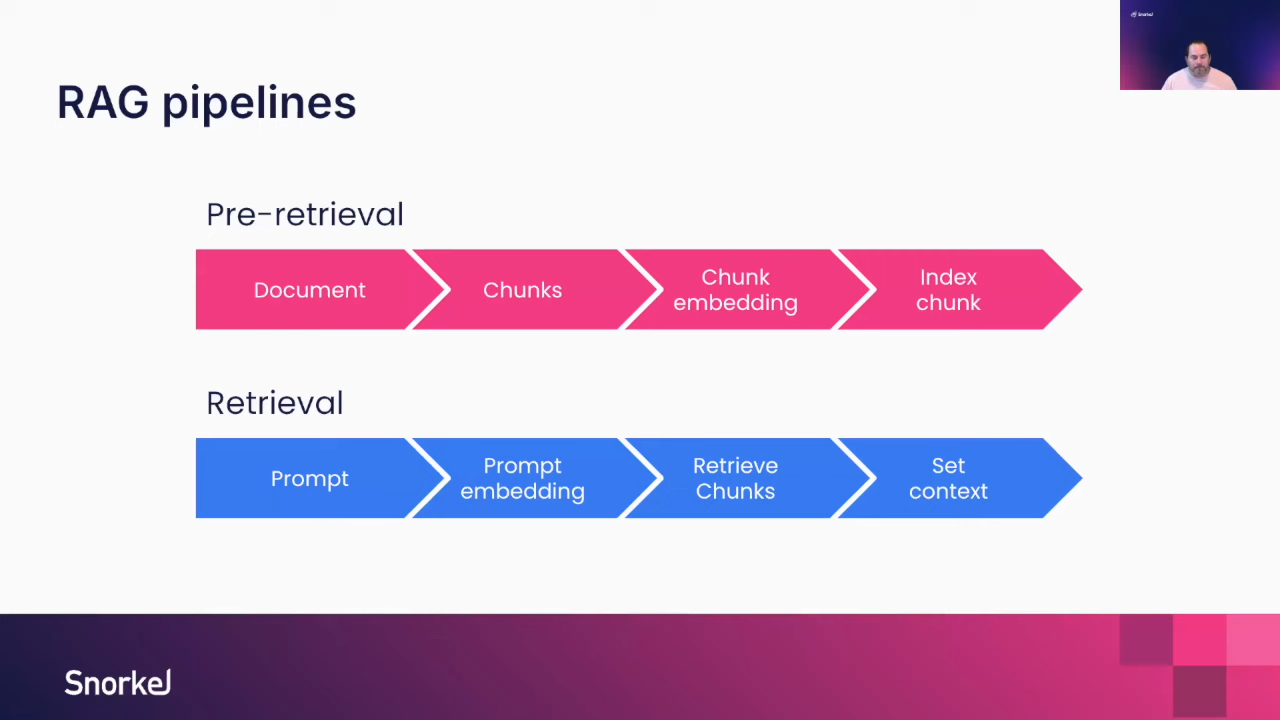 Snorkel
RAG pipelines
Pre-retrieval
Document
Chunks
Chunk
embedding
Index
chunk
Retrieval
Prompt
Prompt
embedding
Retrieve
Chunks
Set
context
Snorkel